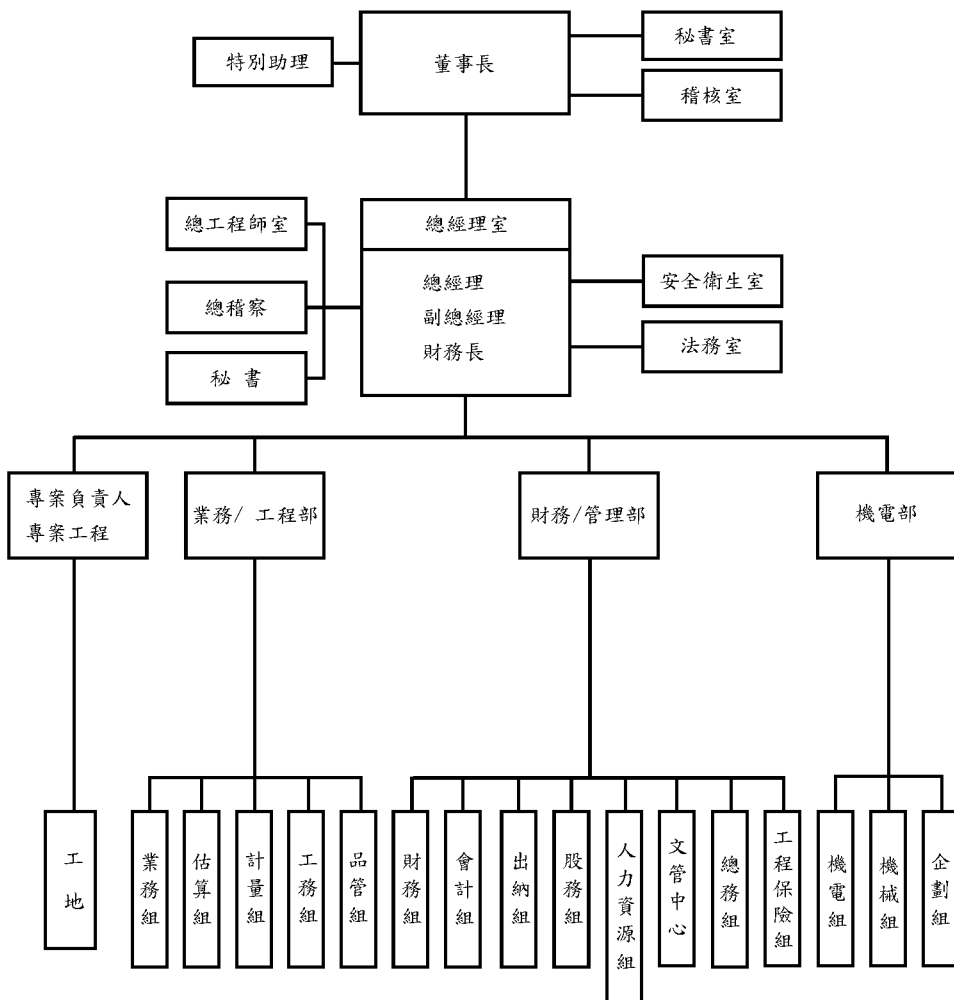 特別助理
董事長
秘書室
稽核室
總工程師室
總稽察
秘 書
總經理室
總經理
副總經理
財務長
安全衛生室
法務室
專案負責人
專案工程
業務/ 工程部
財務/管理部
機電部
工地
業務組
估算組
計量組
工務組
品管組
財務組
會計組
出納組
股務組
人力資源組
文管中心
總務組
工程保險組
機電組
機械組
企劃組